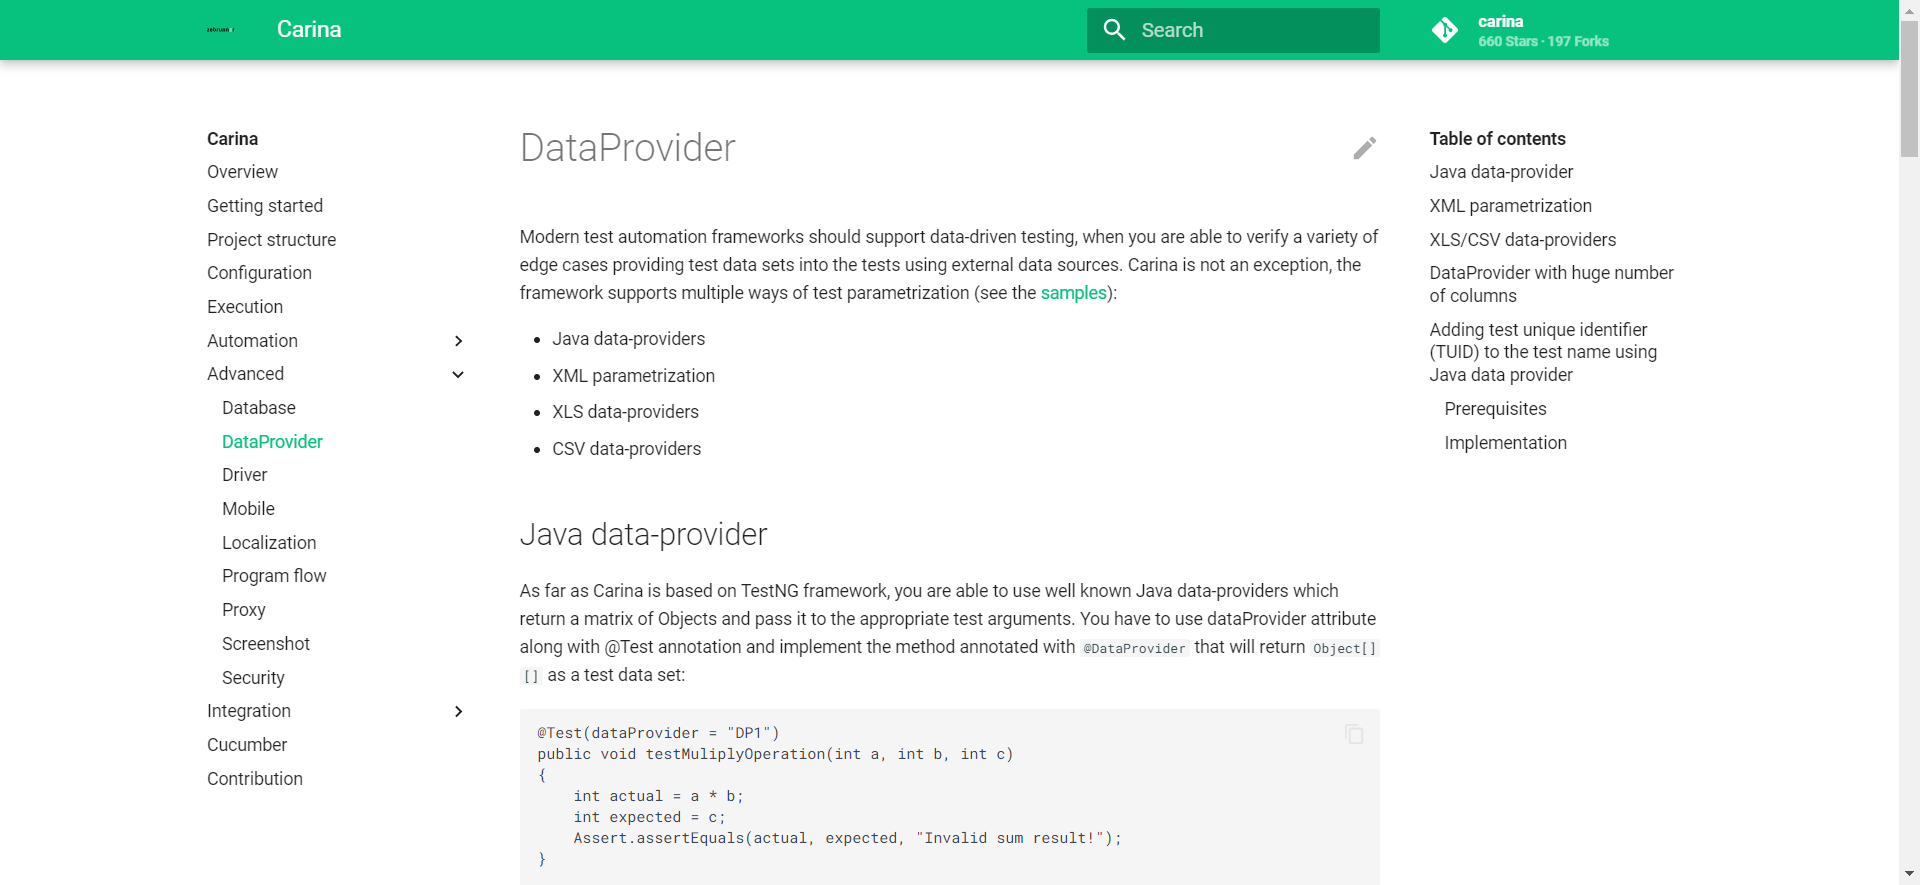 zebrunner
Carina
Search
carina
660 Stars · 197 Forks
Carina
Overview
Getting started
Project structure
Configuration
Execution
Automation
Advanced
Database
DataProvider
Driver
Mobile
Localization
Program flow
Proxy
Screenshot
Security
Integration
Cucumber
Contribution
DataProvider
Modern test automation frameworks should support data-driven testing, when you are able to verify a variety of
edge cases providing test data sets into the tests using external data sources. Carina is not an exception, the
framework supports multiple ways of test parametrization (see the samples):
Java data-providers
XML parametrization
XLS data-providers
CSV data-providers
Java data-provider
As far as Carina is based on TestNG framework, you are able to use well known Java data-providers which
return a matrix of Objects and pass it to the appropriate test arguments. You have to use dataProvider attribute
along with @Test annotation and implement the method annotated with @DataProvider that will return Object[]
[] as a test data set:
@Test(dataProvider = "DP1")
public void testMuliplyOperation(int a, int b, int c)
{
    int actual = a * b;
    int expected = c;
    Assert.assertEquals(actual, expected, "Invalid sum result!");
}
Table of contents
Java data-provider
XML parametrization
XLS/CSV data-providers
DataProvider with huge number
of columns
Adding test unique identifier
(TUID) to the test name using
Java data provider
Prerequisites
Implementation